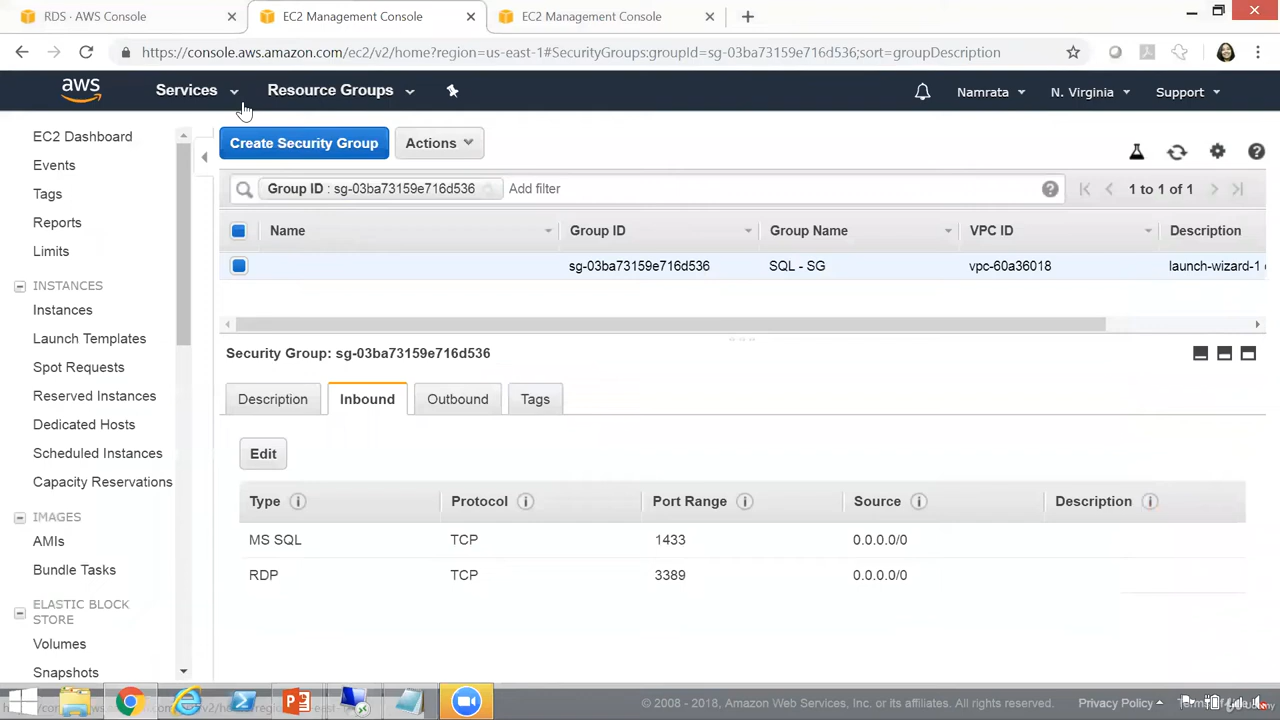 RDS · AWS Console
EC2 Management Console
EC2 Management Console
https://console.aws.amazon.com/ec2/v2/home?region=us-east-1#SecurityGroups:groupId=sg-03ba73159e716d536;sort=groupDescription
aws
Services
Resource Groups
Namrata
N. Virginia
Support
EC2 Dashboard
Events
Tags
Reports
Limits
INSTANCES
Instances
Launch Templates
Spot Requests
Reserved Instances
Dedicated Hosts
Scheduled Instances
Capacity Reservations
IMAGES
AMIs
Bundle Tasks
ELASTIC BLOCK
STORE
Volumes
Snapshots
Create Security Group
Actions
Group ID : sg-03ba73159e716d536
Add filter
1 to 1 of 1
Name Group ID Group Name VPC ID Description
sg-03ba73159e716d536 SQL - SG vpc-60a36018 launch-wizard-1
Security Group: sg-03ba73159e716d536
Description
Inbound
Outbound
Tags
Edit
Type Protocol Port Range Source Description
MS SQL TCP 1433 0.0.0.0/0
RDP TCP 3389 0.0.0.0/0
© 2008 - 2018, Amazon Web Services, Inc. or its affiliates. All rights reserved.
Privacy Policy